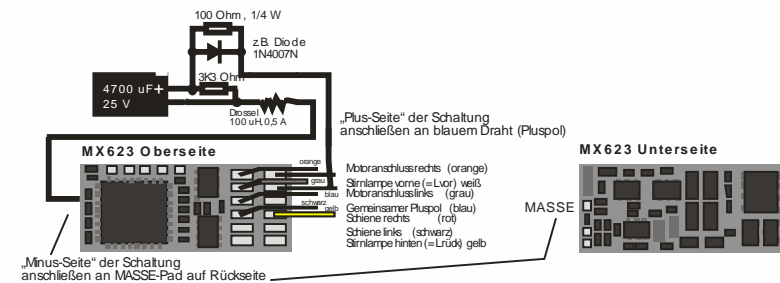 100 Ohm, 1/4 W
z.B. Diode
1N4007N
3K3 Ohm
4700 uF+
25 V
Drossel
100 uH, 0,5 A
„Plus-Seite“ der Schaltung
anschließen an blauem Draht (Pluspol)
MX623 Oberseite
MX623 Unterseite
orange
grau
blau
schwarz
gelb
Motoranschluss rechts (orange)
Stirnlampe vorne (= Lvor) weiß
Motoranschluss links (grau)
Gemeinsamer Pluspol (blau)
Schiene rechts (rot)
Schiene links (schwarz)
Stirnlampe hinten (= Lrück) gelb
MASSE
„Minus-Seite“ der Schaltung
anschließen an MASSE-Pad auf Rückseite